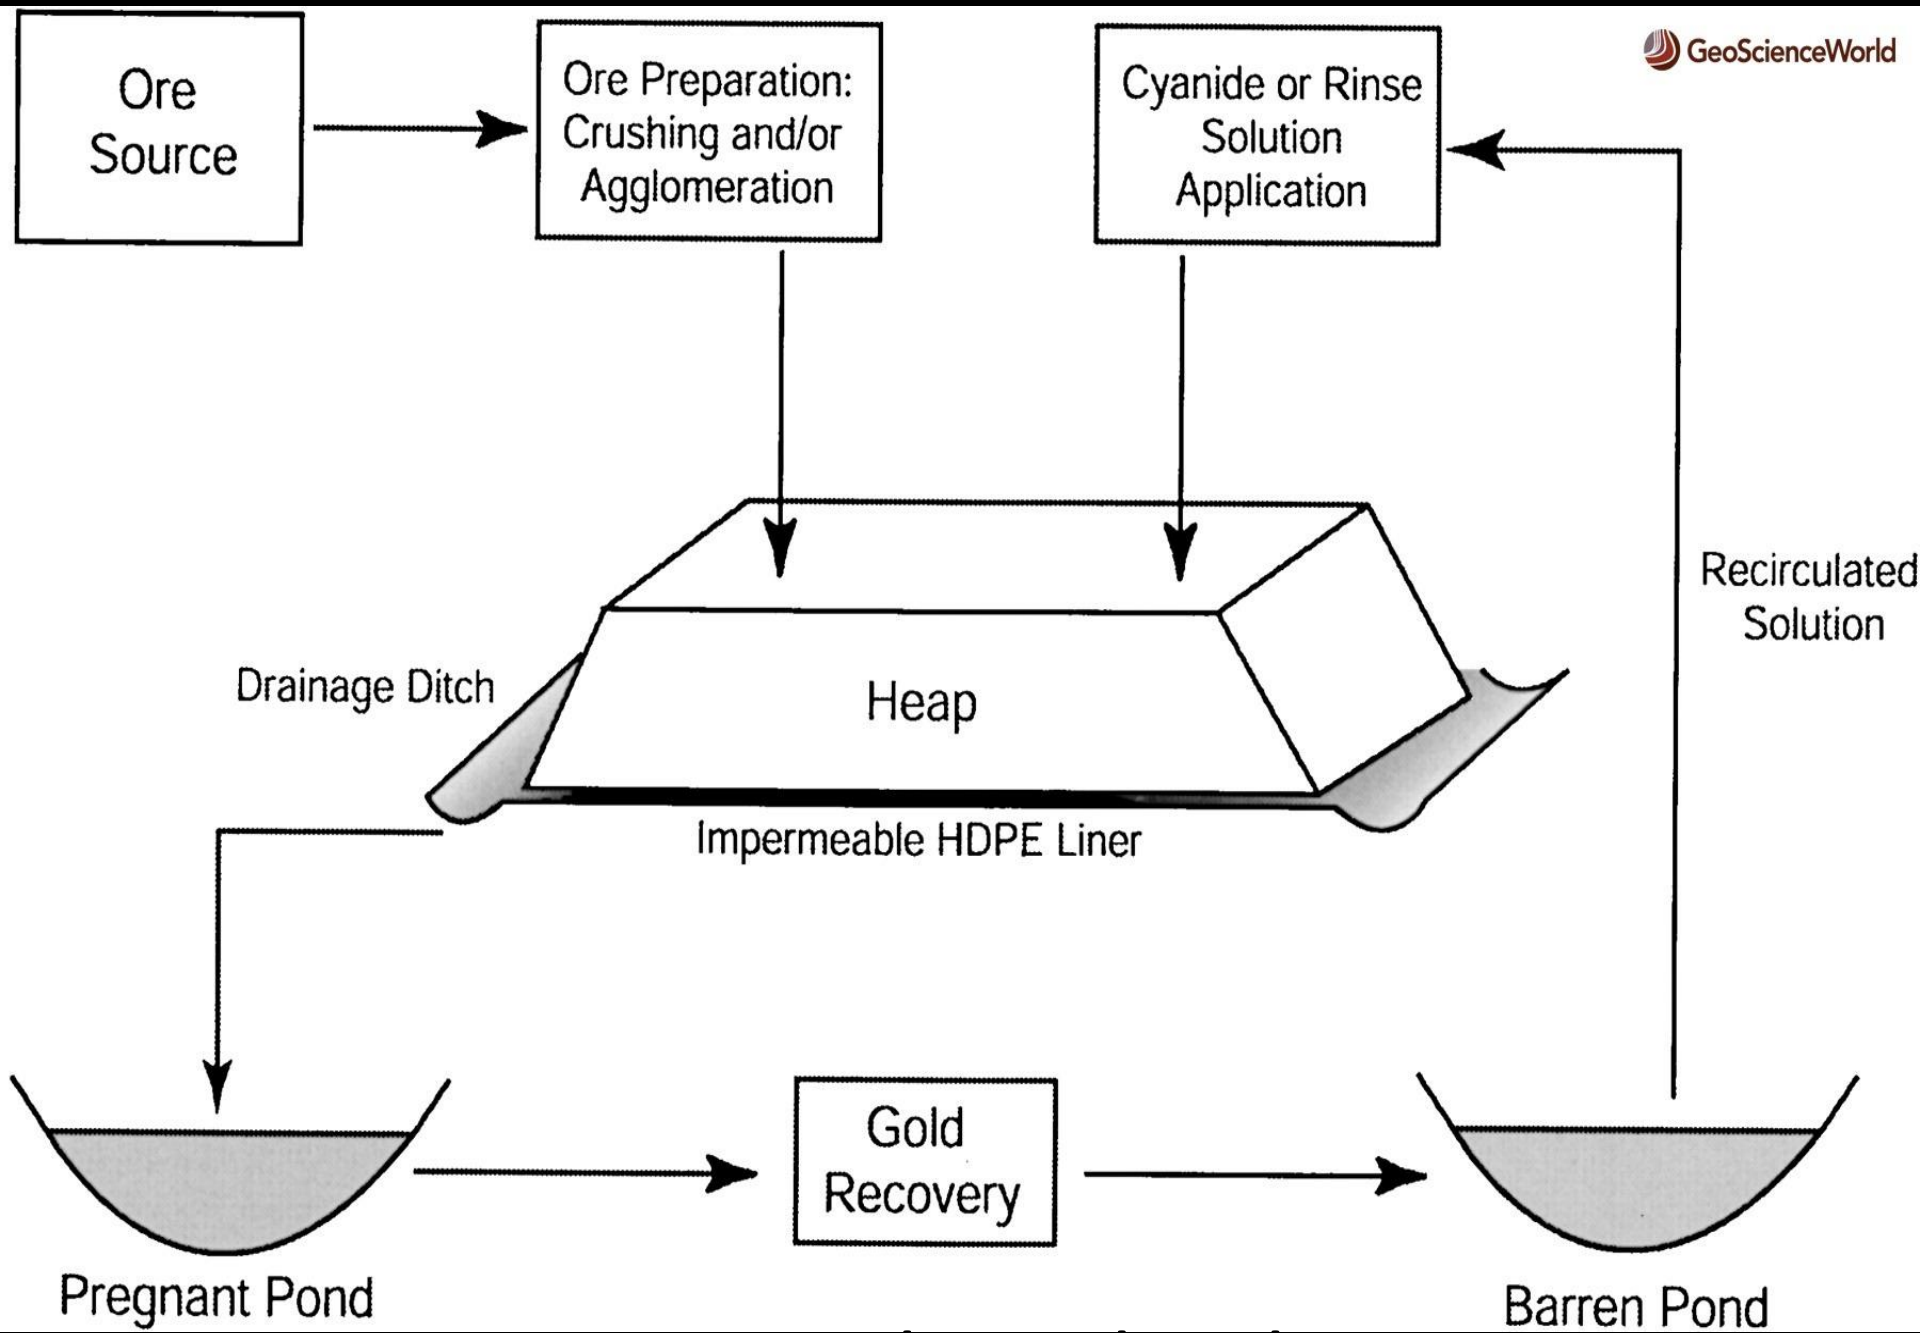 Ore
Source
Ore Preparation:
Crushing and/or
Agglomeration
Cyanide or Rinse
Solution
Application
GeoScienceWorld
Recirculated
Solution
Drainage Ditch
Heap
Impermeable HDPE Liner
Gold
Recovery
Pregnant Pond
Barren Pond